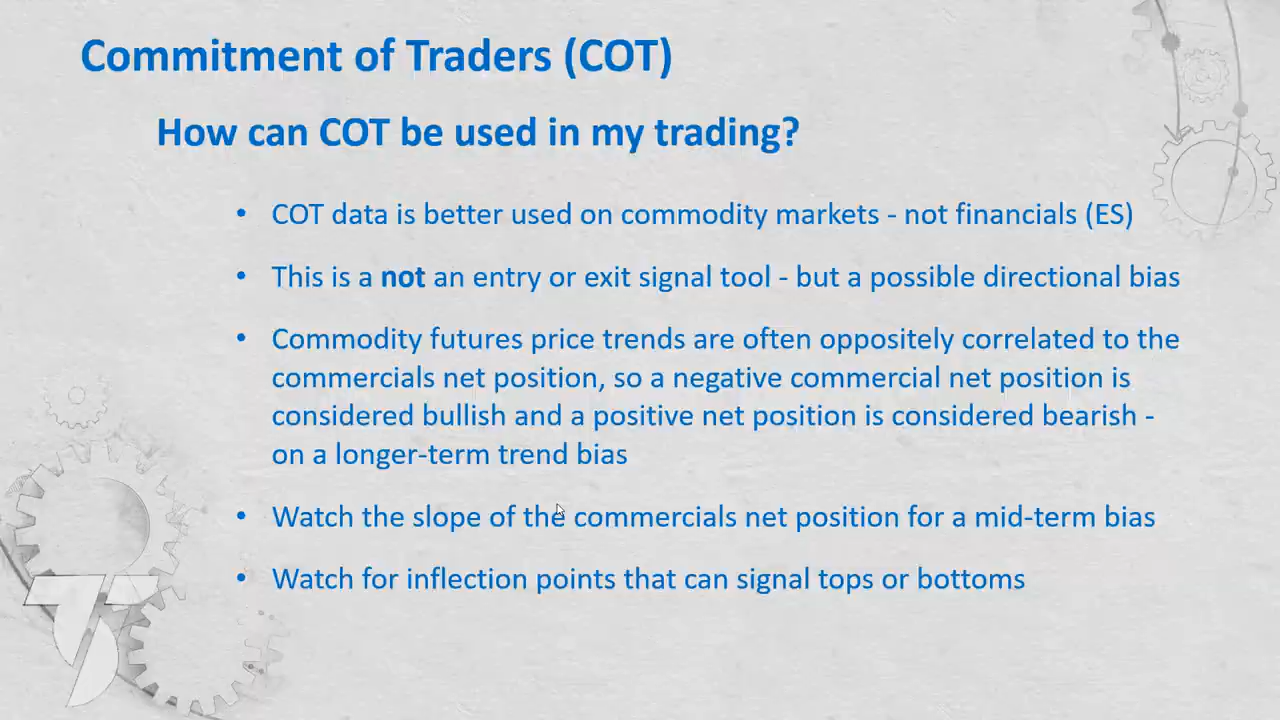 Commitment of Traders (COT)
How can COT be used in my trading?
• COT data is better used on commodity markets - not financials (ES)
• This is a not an entry or exit signal tool - but a possible directional bias
• Commodity futures price trends are often oppositely correlated to the
commercials net position, so a negative commercial net position is
considered bullish and a positive net position is considered bearish -
on a longer-term trend bias
• Watch the slope of the commercials net position for a mid-term bias
• Watch for inflection points that can signal tops or bottoms